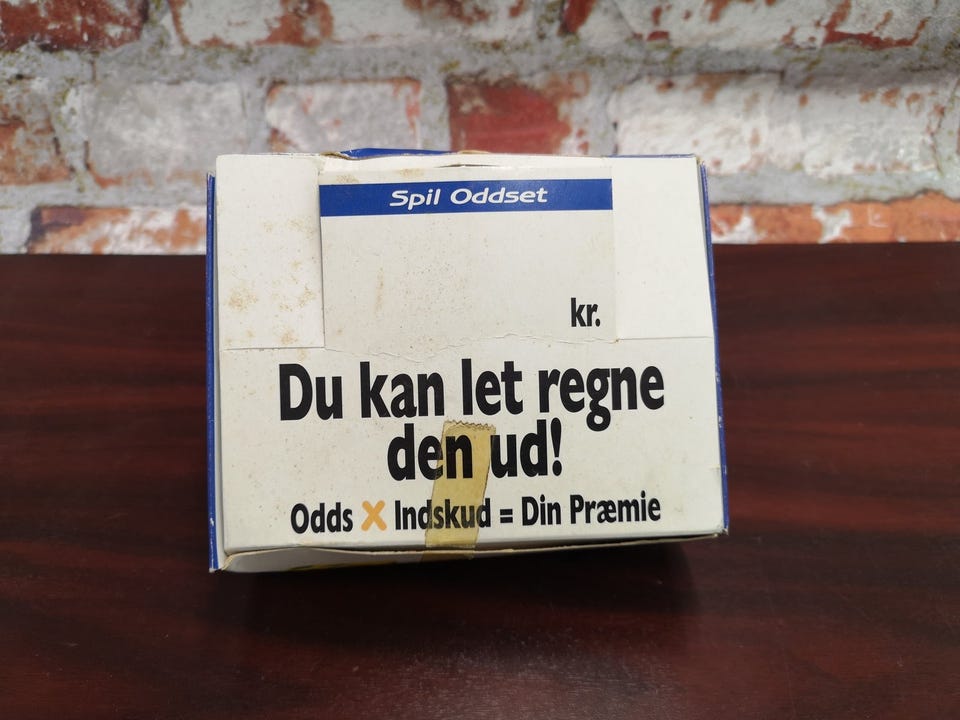 Spil Oddset
kr.
Du kan let regne
den ud!
Odds X Indskud = Din Præmie